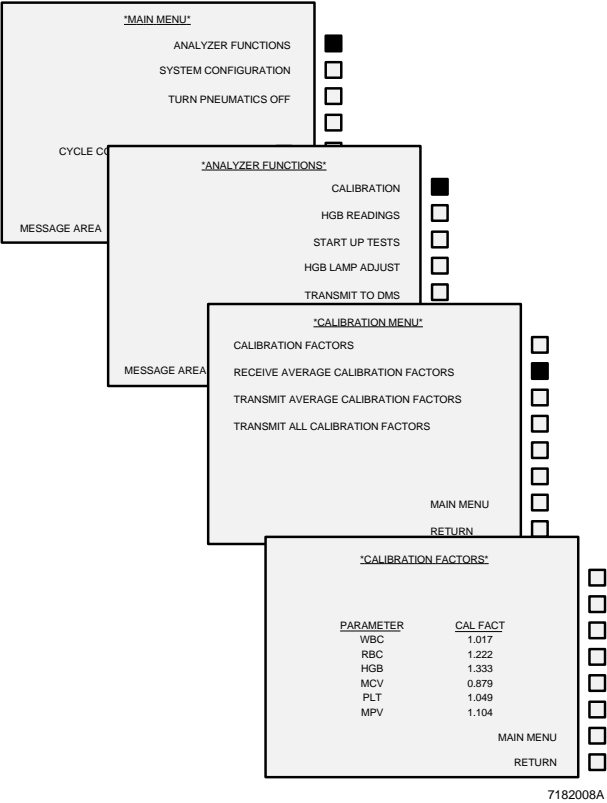 *MAIN MENU*
ANALYZER FUNCTIONS
SYSTEM CONFIGURATION
TURN PNEUMATICS OFF
CYCLE
MESSAGE AREA
*ANALYZER FUNCTIONS*
CALIBRATION
HGB READINGS
START UP TESTS
HGB LAMP ADJUST
TRANSMIT TO DMS
MESSAGE AREA
*CALIBRATION MENU*
CALIBRATION FACTORS
RECEIVE AVERAGE CALIBRATION FACTORS
TRANSMIT AVERAGE CALIBRATION FACTORS
TRANSMIT ALL CALIBRATION FACTORS
MAIN MENU
RETURN
*CALIBRATION FACTORS*
PARAMETER CAL FACT
WBC 1.017
RBC 1.222
HGB 1.333
MCV 0.879
PLT 1.049
MPV 1.104
MAIN MENU
RETURN
7182008A